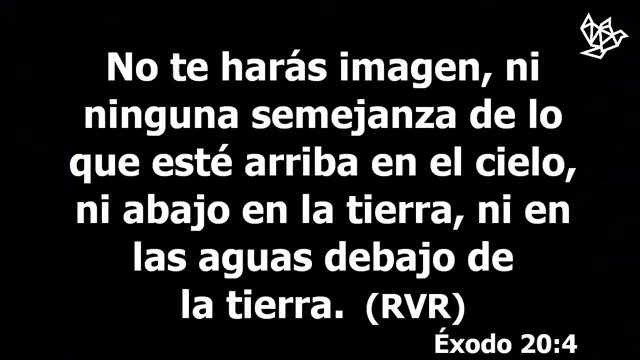 No te harás imagen, ni
ninguna semejanza de lo
que esté arriba en el cielo,
ni abajo en la tierra, ni en
las aguas debajo de
la tierra. (RVR)
Éxodo 20:4